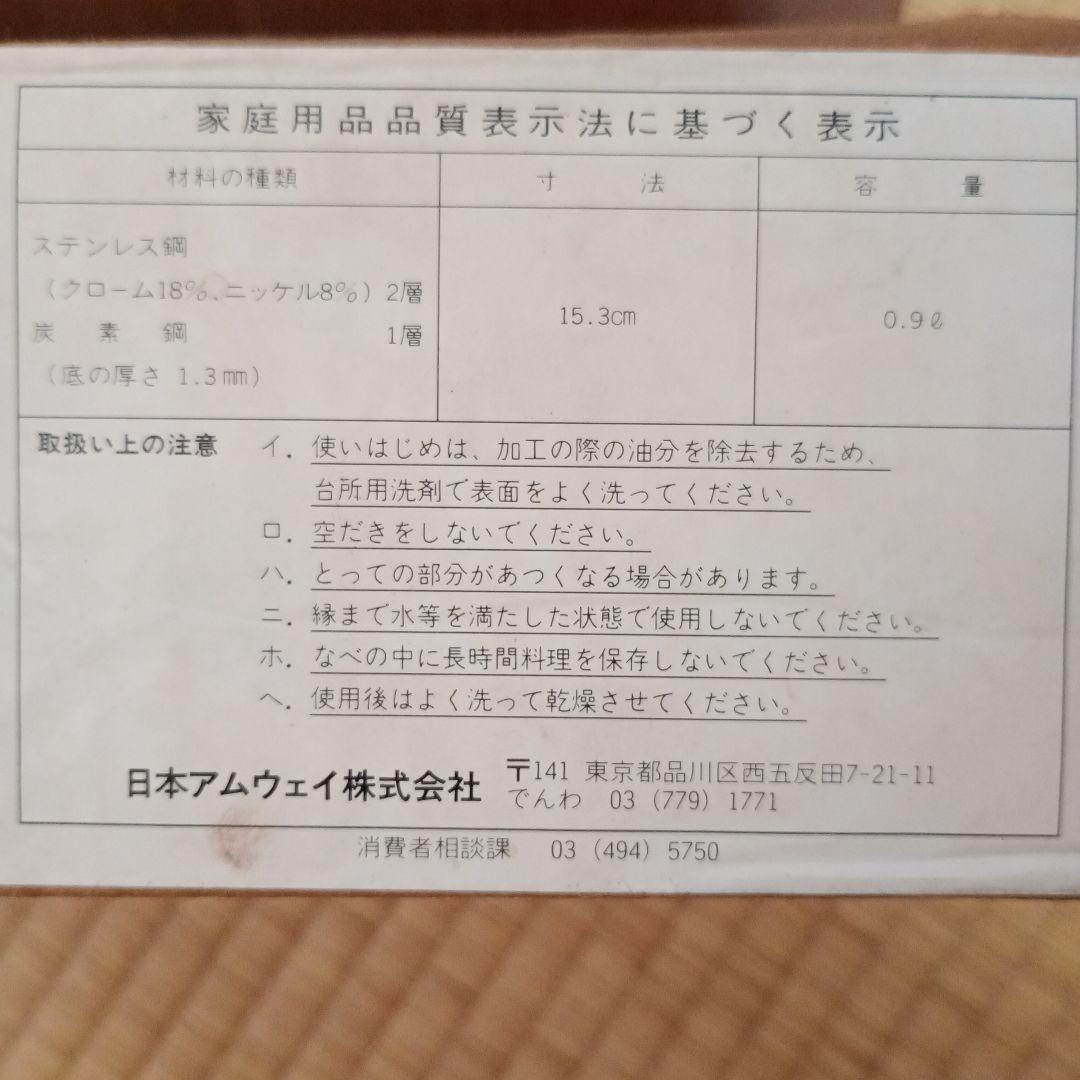 家庭用品品質表示法に基づく表示
材料の種類 寸法 容量
ステンレス鋼
（クローム18％、ニッケル8％）2層
炭素鋼 1層
（底の厚さ 1.3mm）
15.3cm
0.9ℓ
取扱い上の注意 イ．使いはじめは、加工の際の油分を除去するため、
台所用洗剤で表面をよく洗ってください。
ロ．空だきをしないでください。
ハ．とっての部分があつくなる場合があります。
ニ．縁まで水等を満たした状態で使用しないでください。
ホ．なべの中に長時間料理を保存しないでください。
ヘ．使用後はよく洗って乾燥させてください。
日本アムウェイ株式会社 〒141 東京都品川区西五反田7-21-11
でんわ 03（779）1771
消費者相談課 03（494）5750